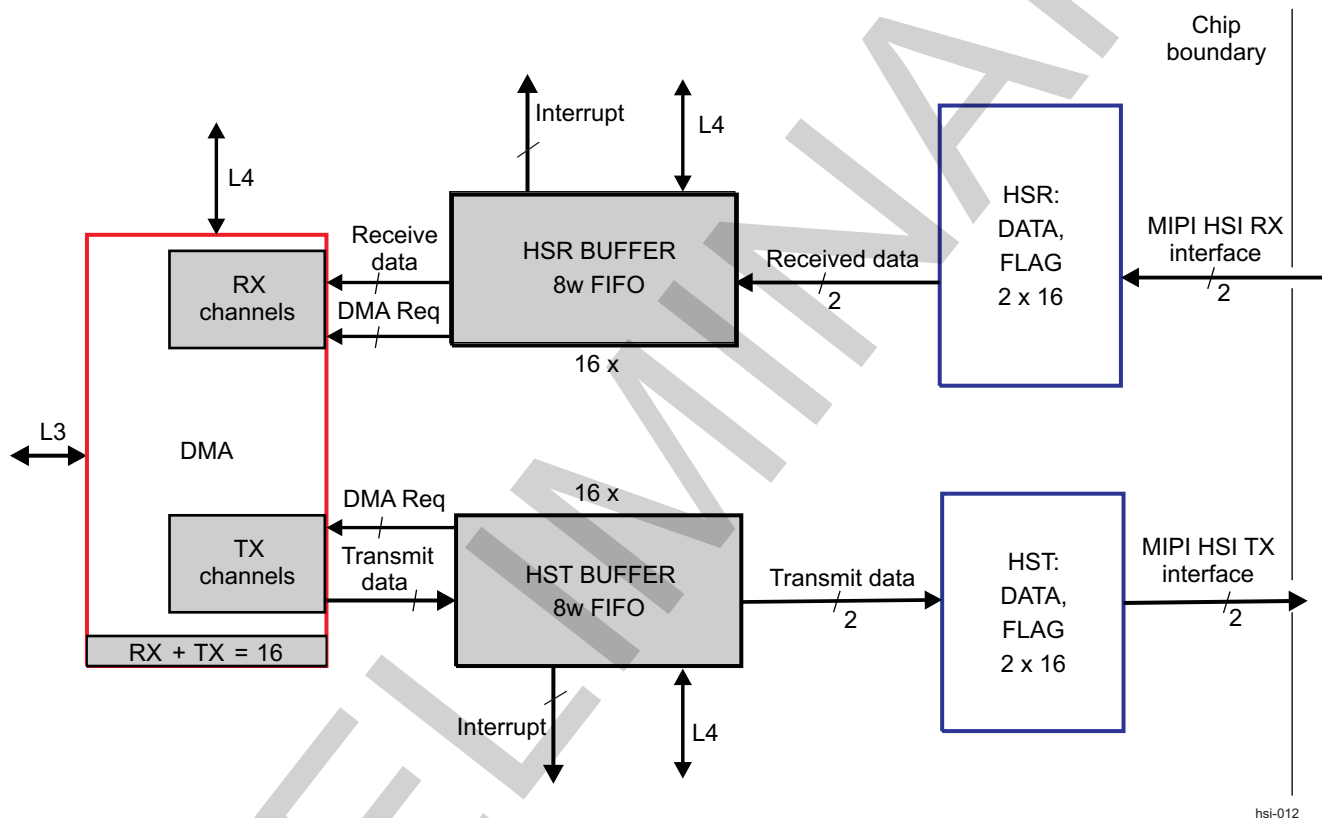 Chip
boundary
Interrupt
L4
L4
HSR:
DATA,
FLAG
2 x 16
MIPI HSI RX
interface
2
Receive
data
HSR BUFFER
8w FIFO
Received data
2
RX
channels
DMA Req
16 x
L3
DMA
16 x
DMA Req
TX
channels
Transmit
data
HST BUFFER
8w FIFO
Transmit data
2
HST:
DATA,
FLAG
2 x 16
MIPI HSI TX
interface
2
RX + TX = 16
Interrupt
L4
hsi-012
ELIMINA